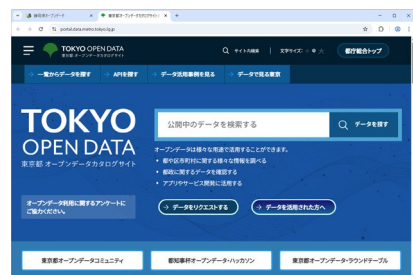 東京都オープンデータカタログサイト
portal.data.metro.tokyo.lg.jp
TOKYO OPEN DATA
東京都 オープンデータカタログサイト
サイト内検索
文字サイズ:
都庁総合トップ
一覧からデータを探す
APIを探す
データ活用事例を見る
データで見る東京
TOKYO
OPEN DATA
東京都 オープンデータカタログサイト
公開中のデータを検索する
データを探す
オープンデータは様々な用途で活用することができます。
都や区市町村に関する様々な情報を調べる
都政に関するデータを確認する
アプリやサービス開発に活用する
オープンデータ利用に関するアンケートに
ご協力ください。
データをリクエストする
データを活用された方へ
東京都オープンデータコミュニティ
都知事杯オープンデータ・ハッカソン
東京都オープンデータ・ラウンドテーブル